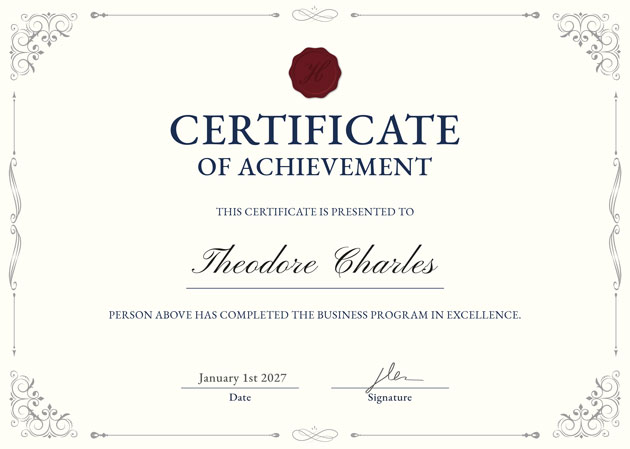 H
CERTIFICATE
OF ACHIEVEMENT
THIS CERTIFICATE IS PRESENTED TO
Theodore Charles
PERSON ABOVE HAS COMPLETED THE BUSINESS PROGRAM IN EXCELLENCE.
January 1st 2027
Date
Signature